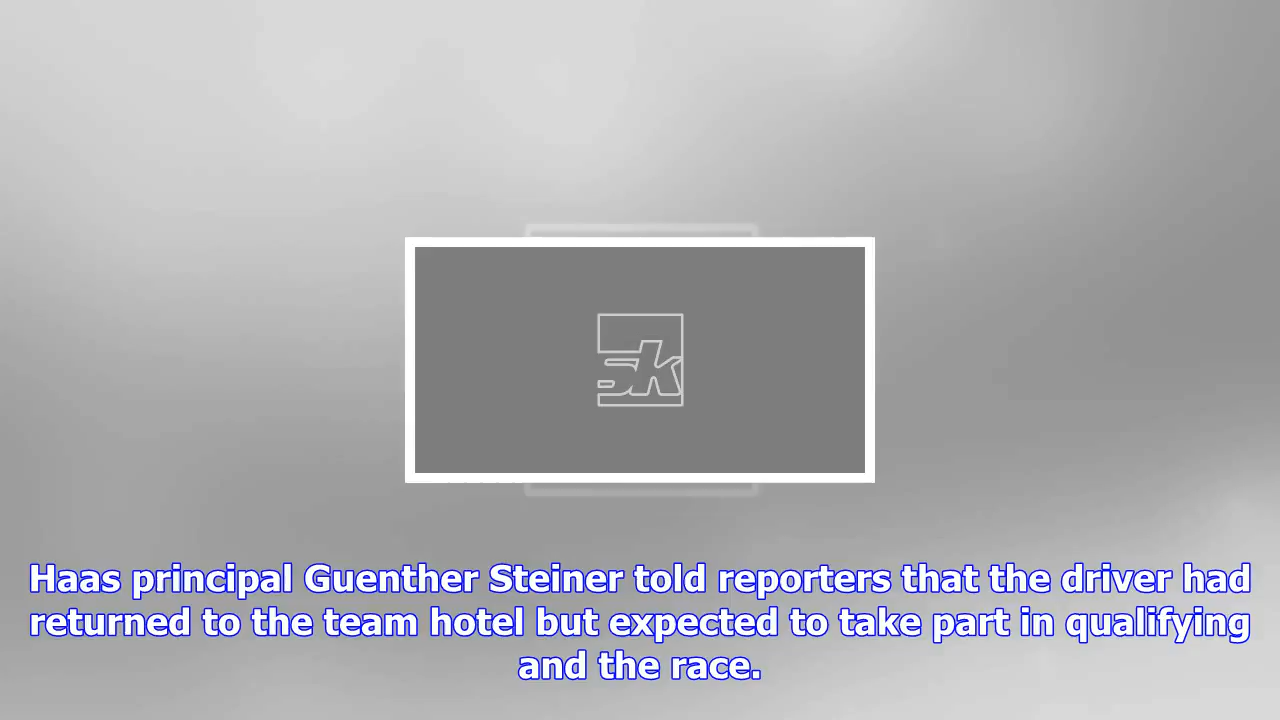 sk
Haas principal Guenther Steiner told reporters that the driver had
returned to the team hotel but expected to take part in qualifying
and the race.